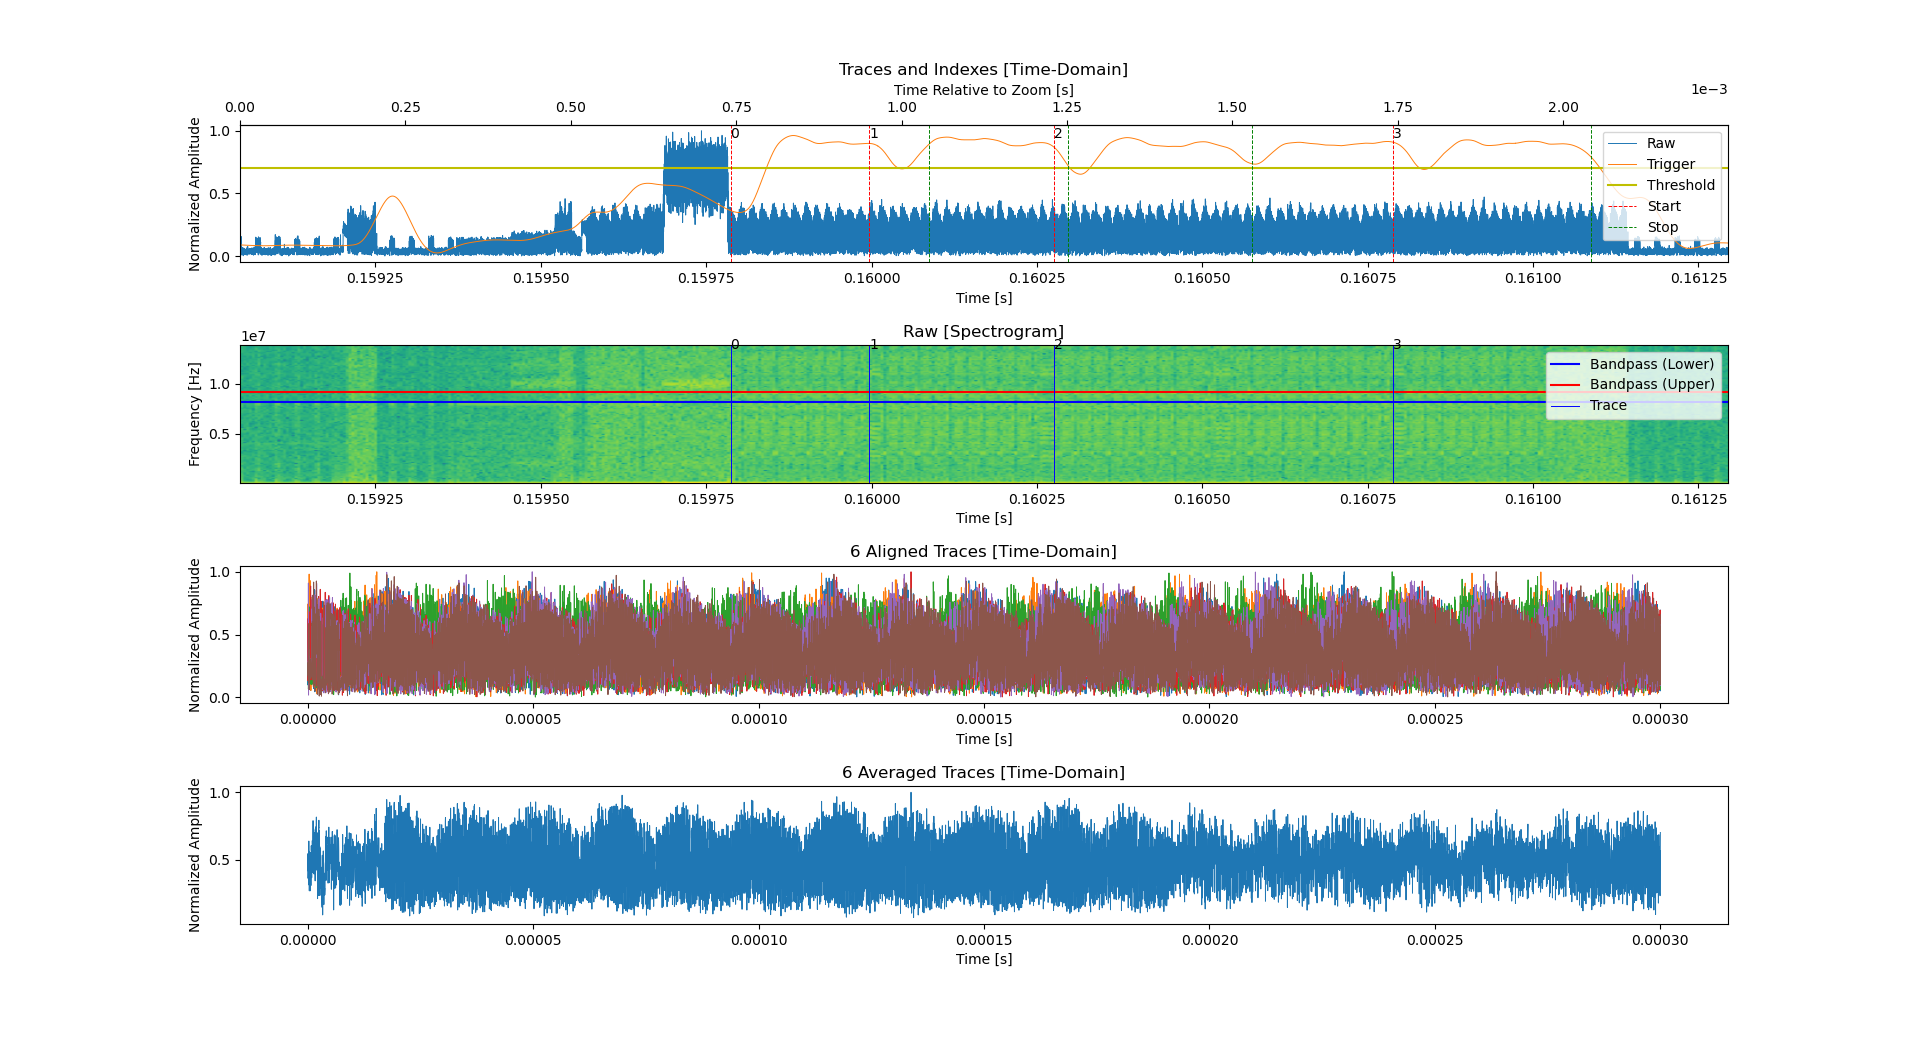 Traces and Indexes [Time-Domain]
Time Relative to Zoom [s]
1e−3
0.00 0.25 0.50 0.75 1.00 1.25 1.50 1.75 2.00
Normalized Amplitude
1.0
0.5
0.0
0 1 2 3
Raw
Trigger
Threshold
Start
Stop
0.15925 0.15950 0.15975 0.16000 0.16025 0.16050 0.16075 0.16100 0.16125
Time [s]
Raw [Spectrogram]
1e7
Frequency [Hz]
1.0
0.5
0 1 2 3
Bandpass (Lower)
Bandpass (Upper)
Trace
0.15925 0.15950 0.15975 0.16000 0.16025 0.16050 0.16075 0.16100 0.16125
Time [s]
6 Aligned Traces [Time-Domain]
Normalized Amplitude
1.0
0.5
0.0
0.00000 0.00005 0.00010 0.00015 0.00020 0.00025 0.00030
Time [s]
6 Averaged Traces [Time-Domain]
Normalized Amplitude
1.0
0.5
0.00000 0.00005 0.00010 0.00015 0.00020 0.00025 0.00030
Time [s]